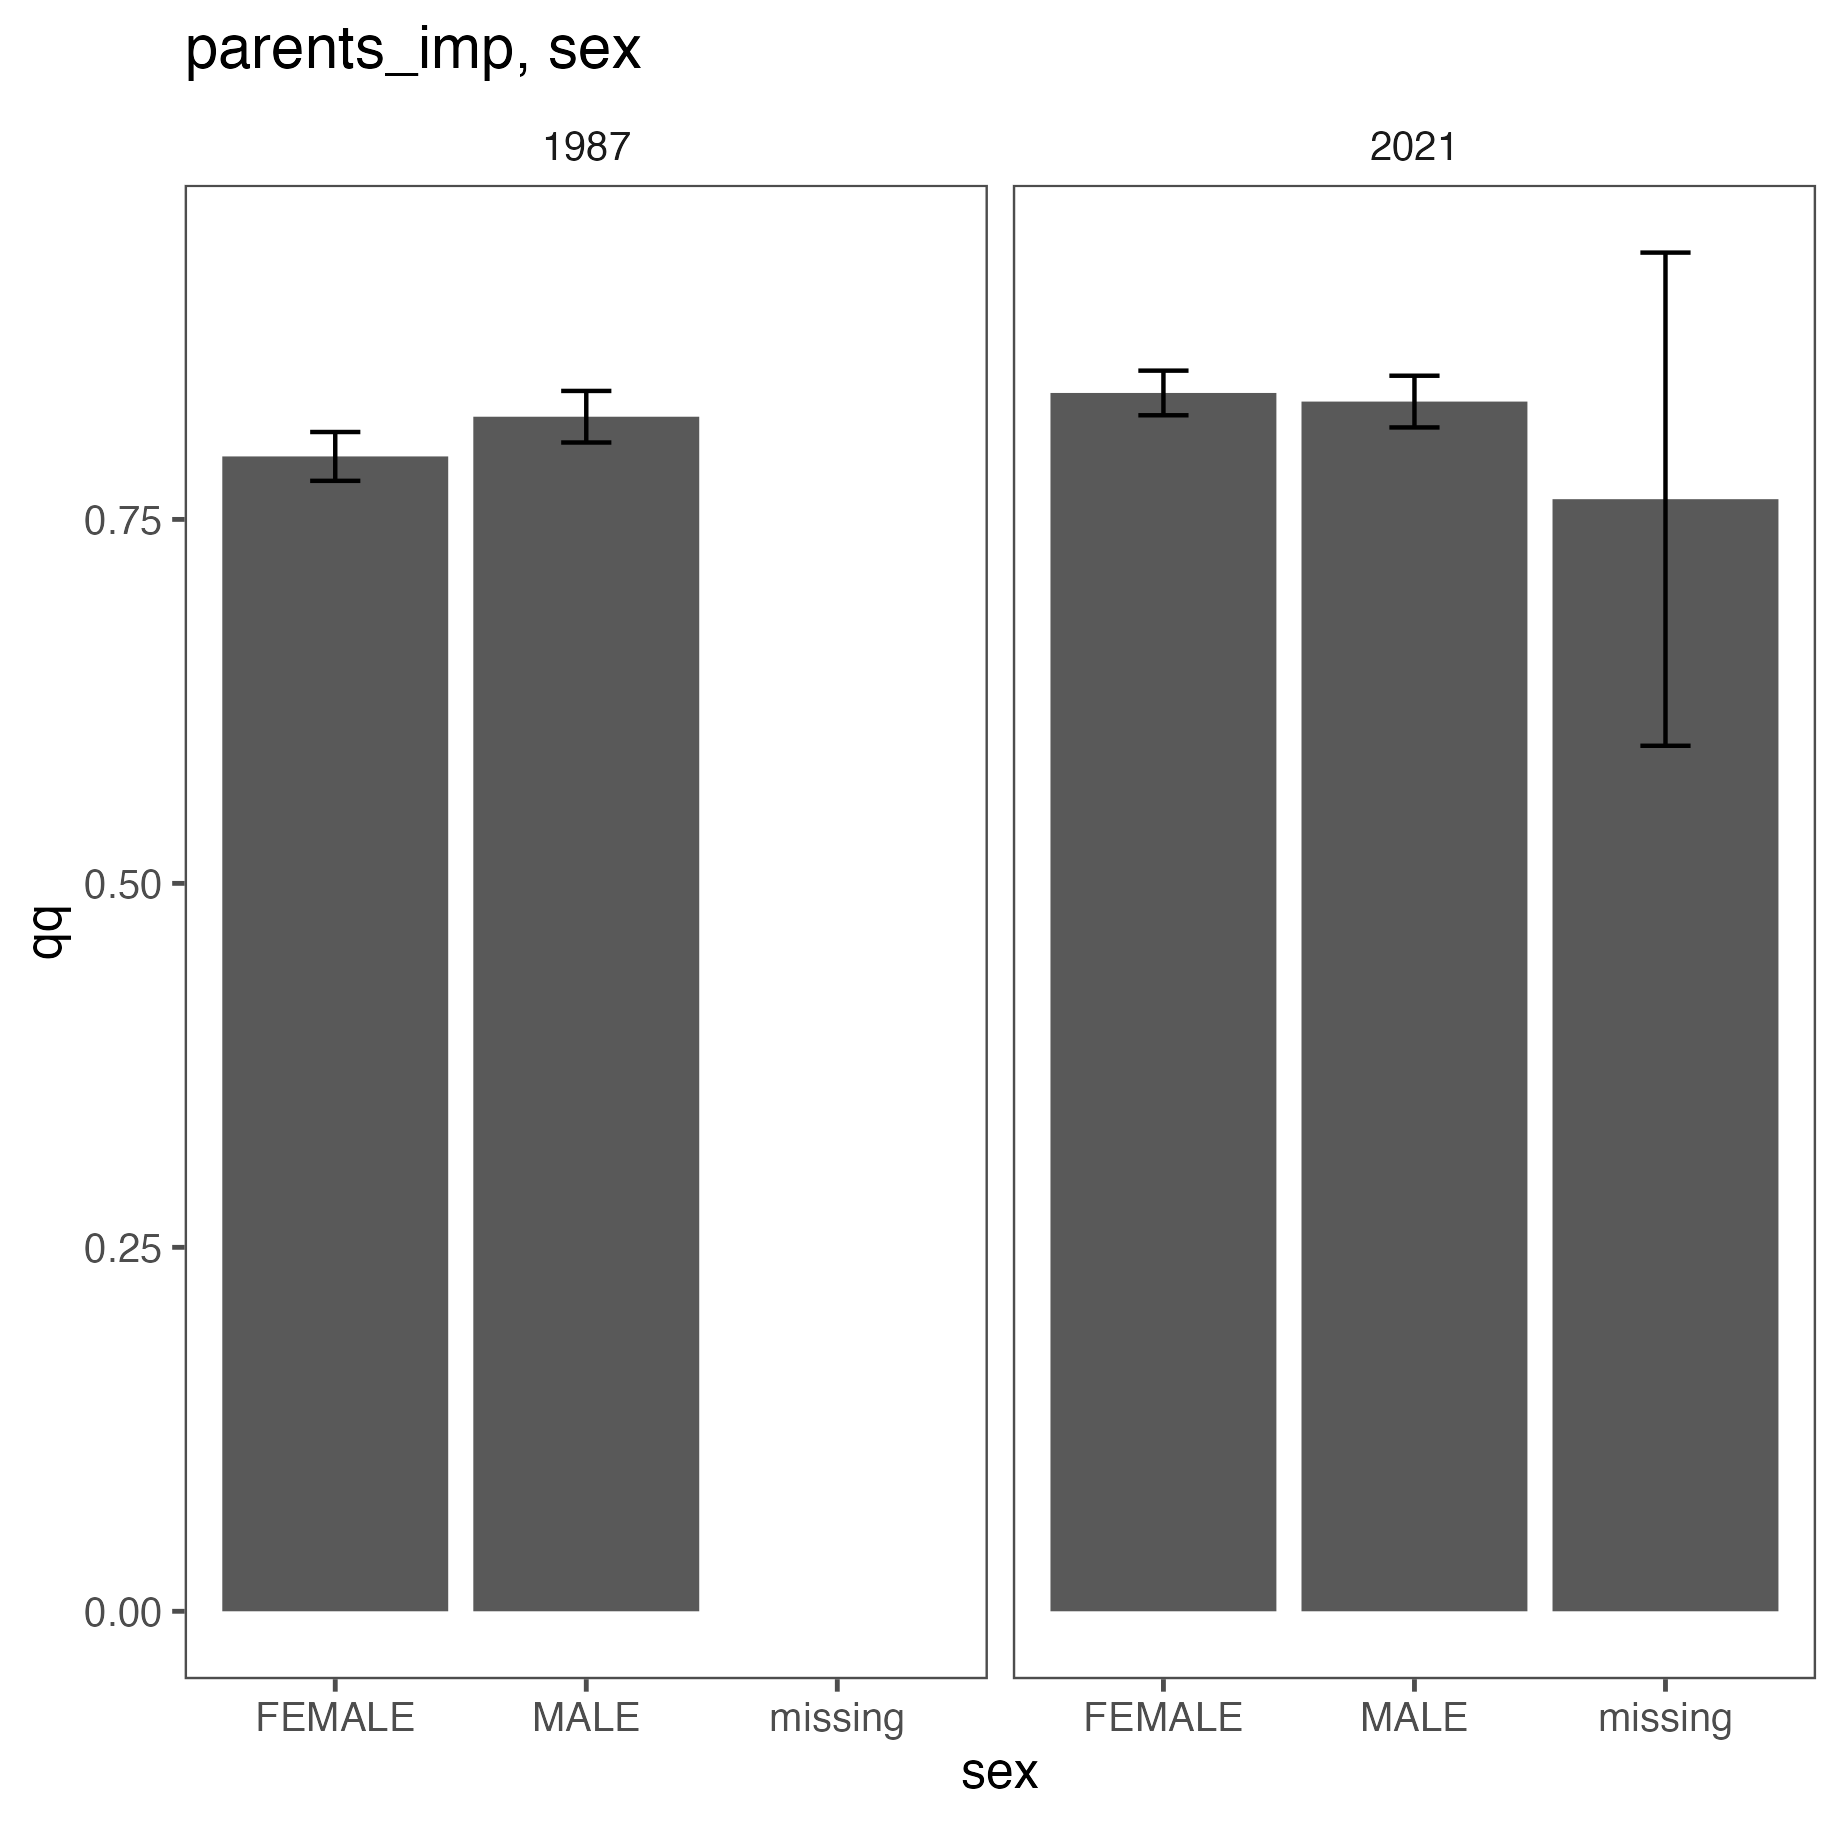 parents_imp, sex
1987
2021
qq
0.75
0.50
0.25
0.00
FEMALE MALE missing
FEMALE MALE missing
sex